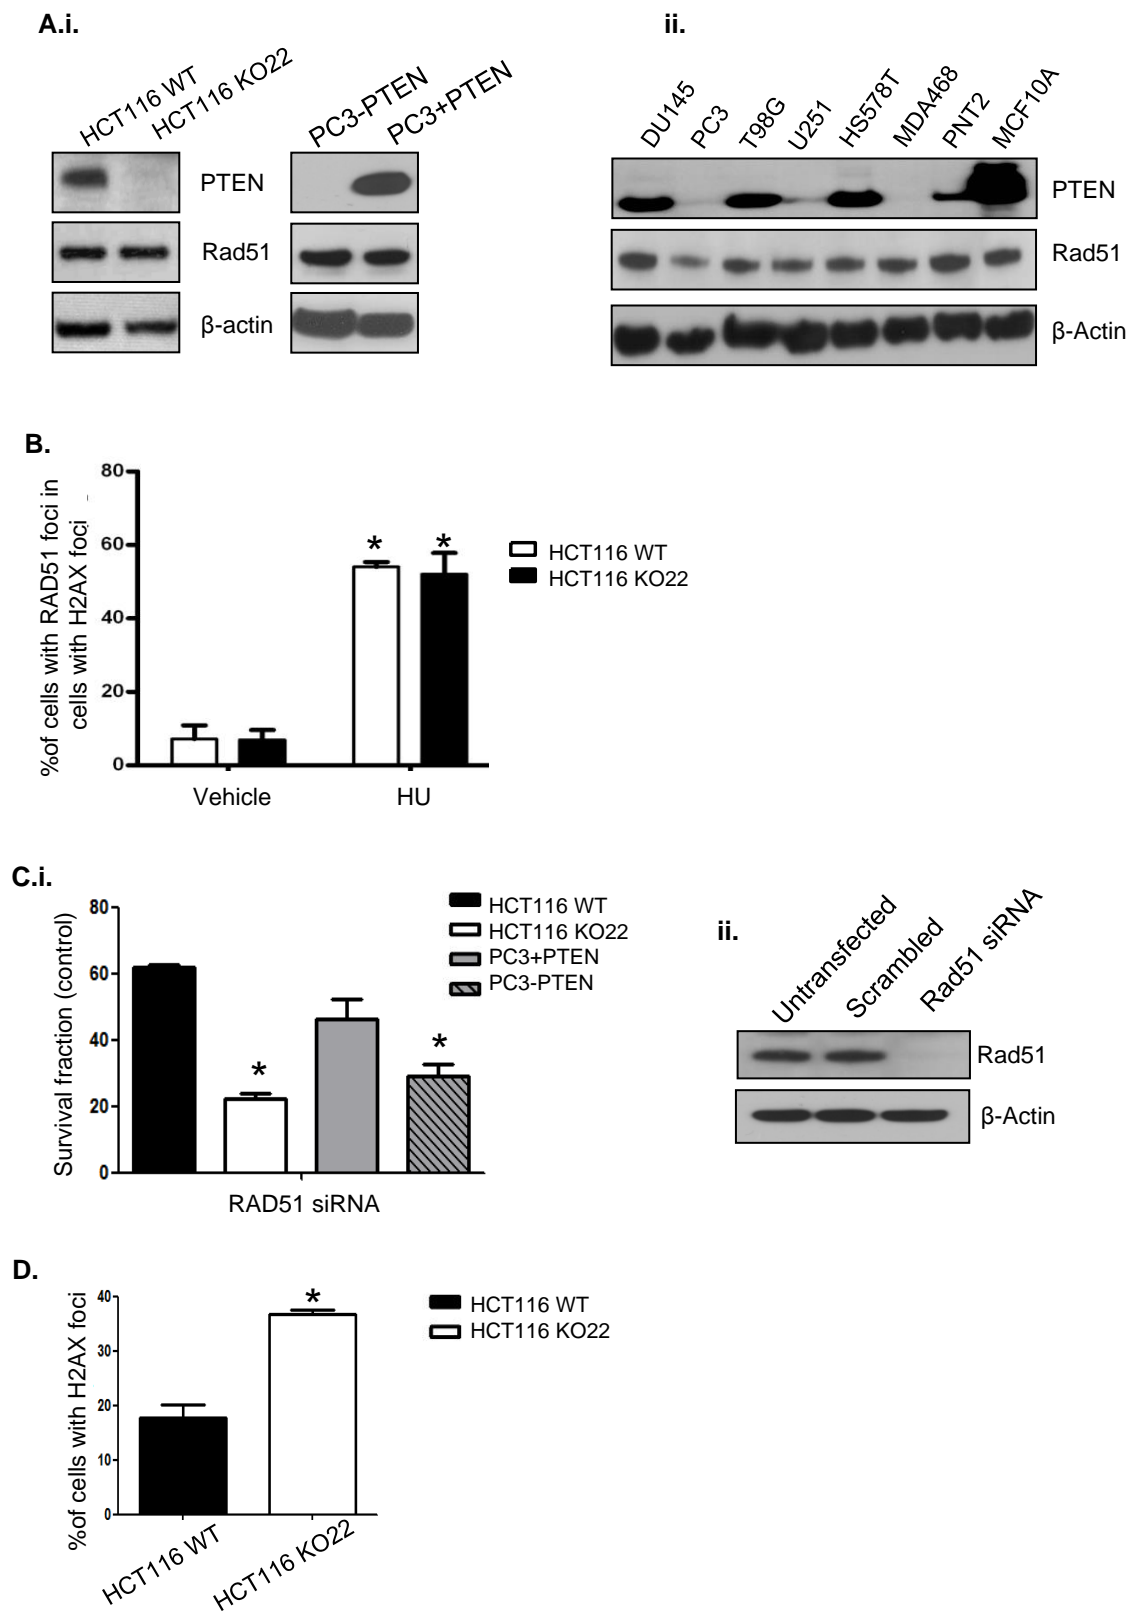 A.i.
HCT116 WT
HCT116 KO22
PTEN
Rad51
β-actin
PC3-PTEN
PC3+PTEN
ii.
DU145
PC3
T98G
U251
HS578T
MDA468
PNT2
MCF10A
PTEN
Rad51
β-Actin
B.
%of cells with RAD51 foci in
cells with H2AX foci
80
60
40
20
0
*
*
Vehicle
HU
HCT116 WT
HCT116 KO22
C.i.
Survival fraction (control)
80
60
40
20
0
*
*
RAD51 siRNA
HCT116 WT
HCT116 KO22
PC3+PTEN
PC3-PTEN
ii.
Untransfected
Scrambled
Rad51 siRNA
Rad51
β-Actin
D.
%of cells with H2AX foci
40
30
20
10
0
*
HCT116 WT
HCT116 KO22
HCT116 WT
HCT116 KO22